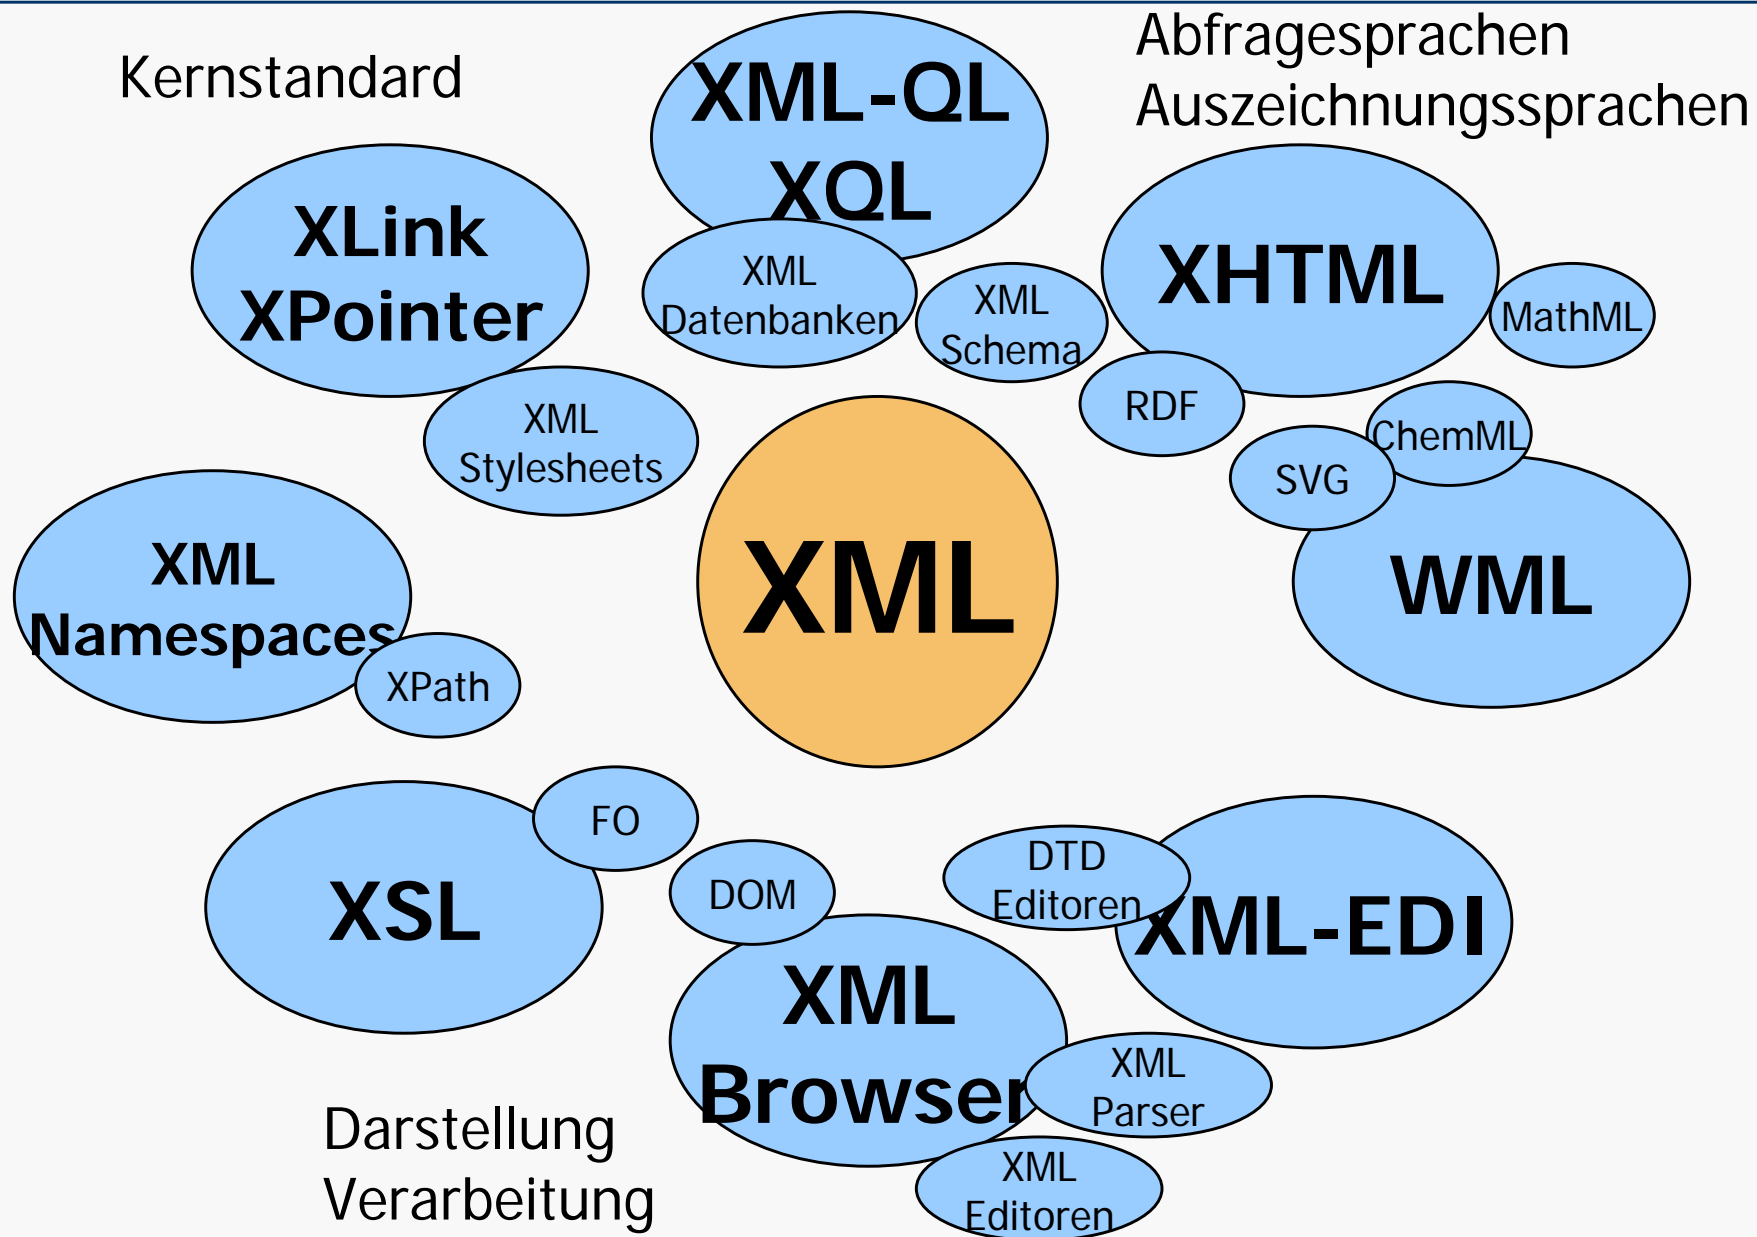 Kernstandard
Abfragesprachen
Auszeichnungssprachen
XML-QL
XQL
XLink
XPointer
XML
Datenbanken
XML
Schema
XHTML
MathML
RDF
ChemML
SVG
XML
Stylesheets
XML
Namespaces
XPath
XML
WML
XSL
FO
DOM
DTD
Editoren
XML-EDI
XML
Browser
XML
Parser
XML
Editoren
Darstellung
Verarbeitung